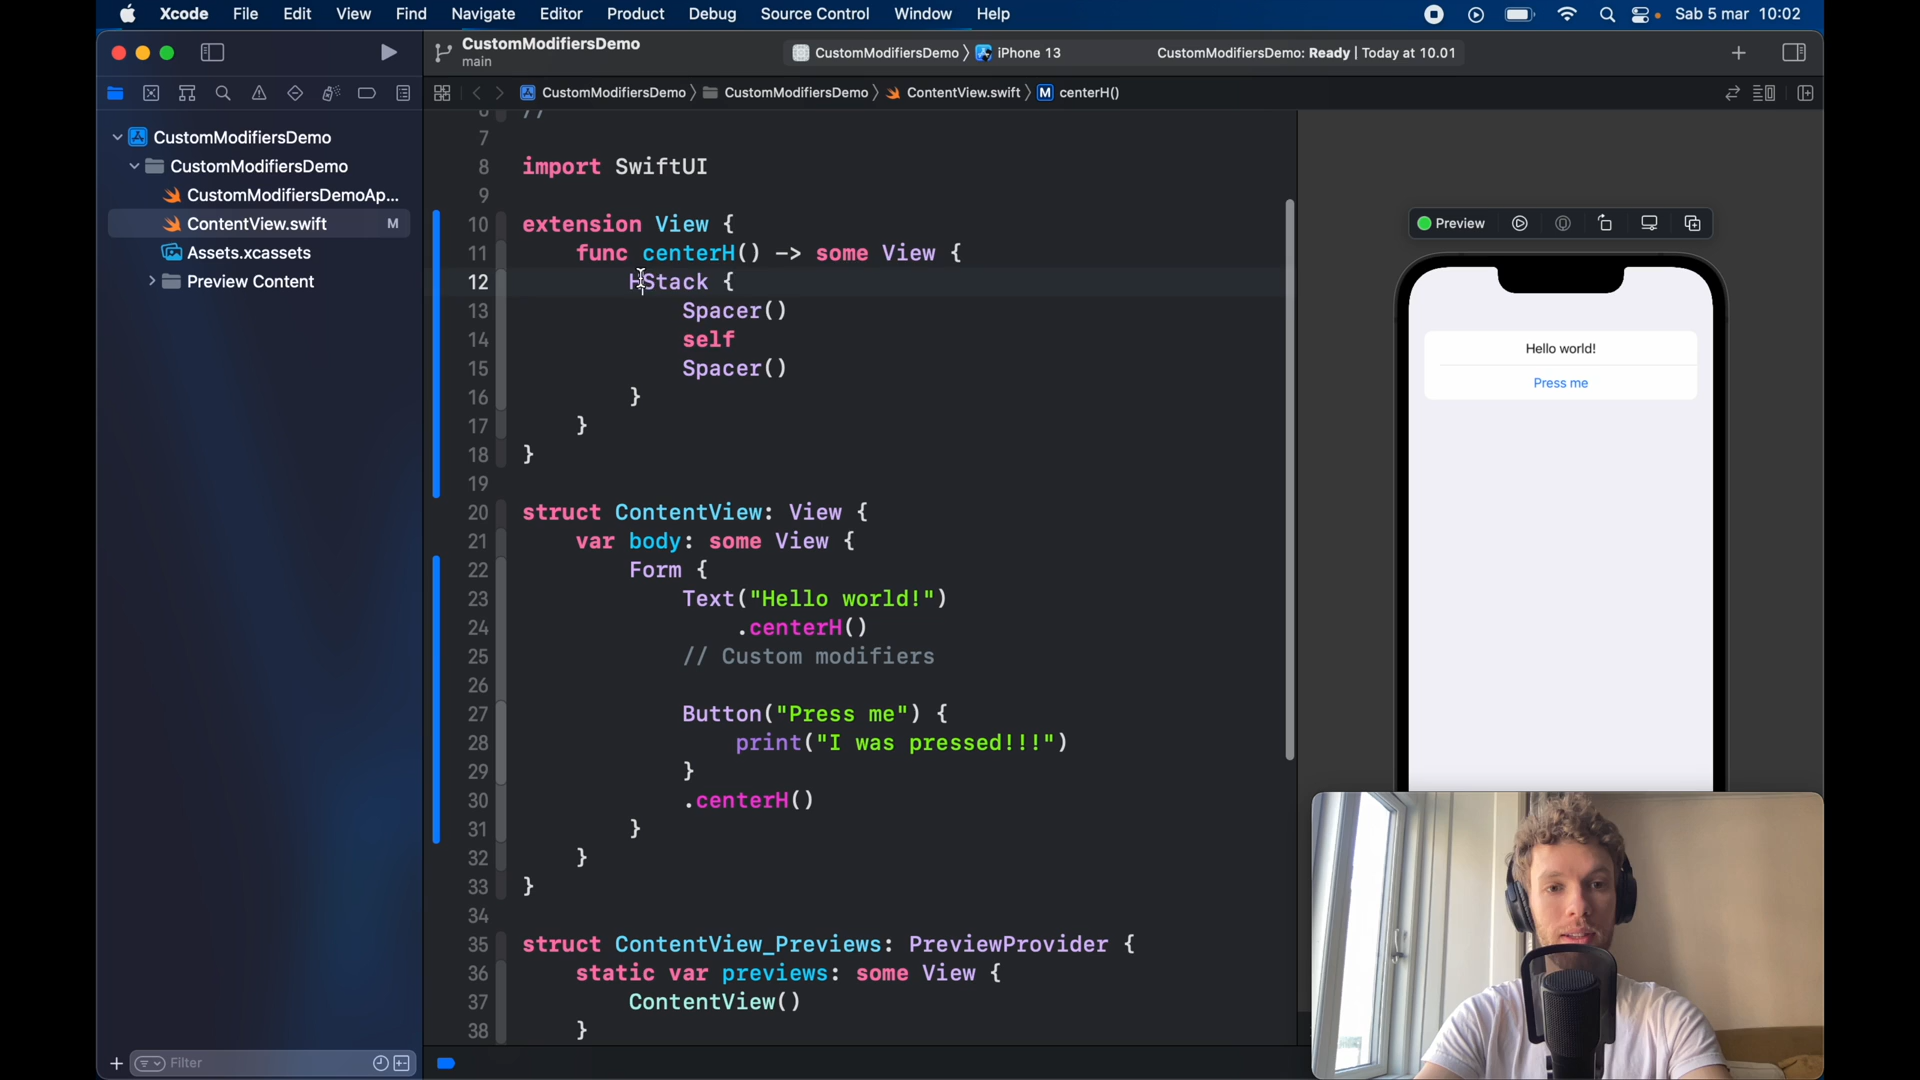 Xcode File Edit View Find Navigate Editor Product Debug Source Control Window Help Sab 5 mar 10:02
CustomModifiersDemo
main
CustomModifiersDemo iPhone 13
CustomModifiersDemo: Ready | Today at 10.01
CustomModifiersDemo CustomModifiersDemo ContentView.swift M centerH()
CustomModifiersDemo
CustomModifiersDemo
CustomModifiersDemoAp...
ContentView.swift M
Assets.xcassets
Preview Content
Filter
6 //
7
8 import SwiftUI
9
10 extension View {
11 func centerH() -> some View {
12 HStack {
13 Spacer()
14 self
15 Spacer()
16 }
17 }
18 }
19
20 struct ContentView: View {
21 var body: some View {
22 Form {
23 Text("Hello world!")
24 .centerH()
25 // Custom modifiers
26
27 Button("Press me") {
28 print("I was pressed!!!")
29 }
30 .centerH()
31 }
32 }
33 }
34
35 struct ContentView_Previews: PreviewProvider {
36 static var previews: some View {
37 ContentView()
38 }
Preview
Hello world!
Press me